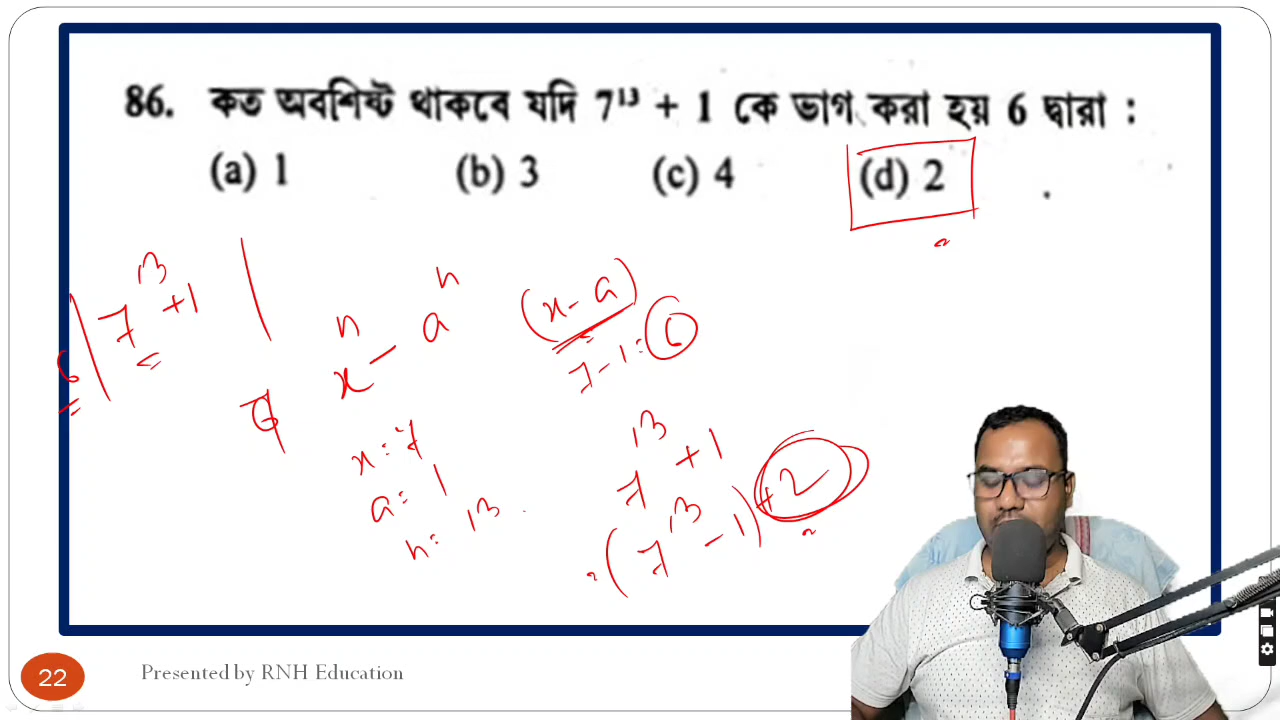 86. কত অবশিষ্ট থাকবে যদি 7¹³ + 1 কে ভাগ করা হয় 6 দ্বারা :
(a) 1 (b) 3 (c) 4 (d) 2
6 7¹³ + 1
xⁿ - aⁿ (x - a)
7 - 1 = 6
x = 7
a = 1
n = 13
7¹³ + 1
(7¹³ - 1) + 2
22 Presented by RNH Education